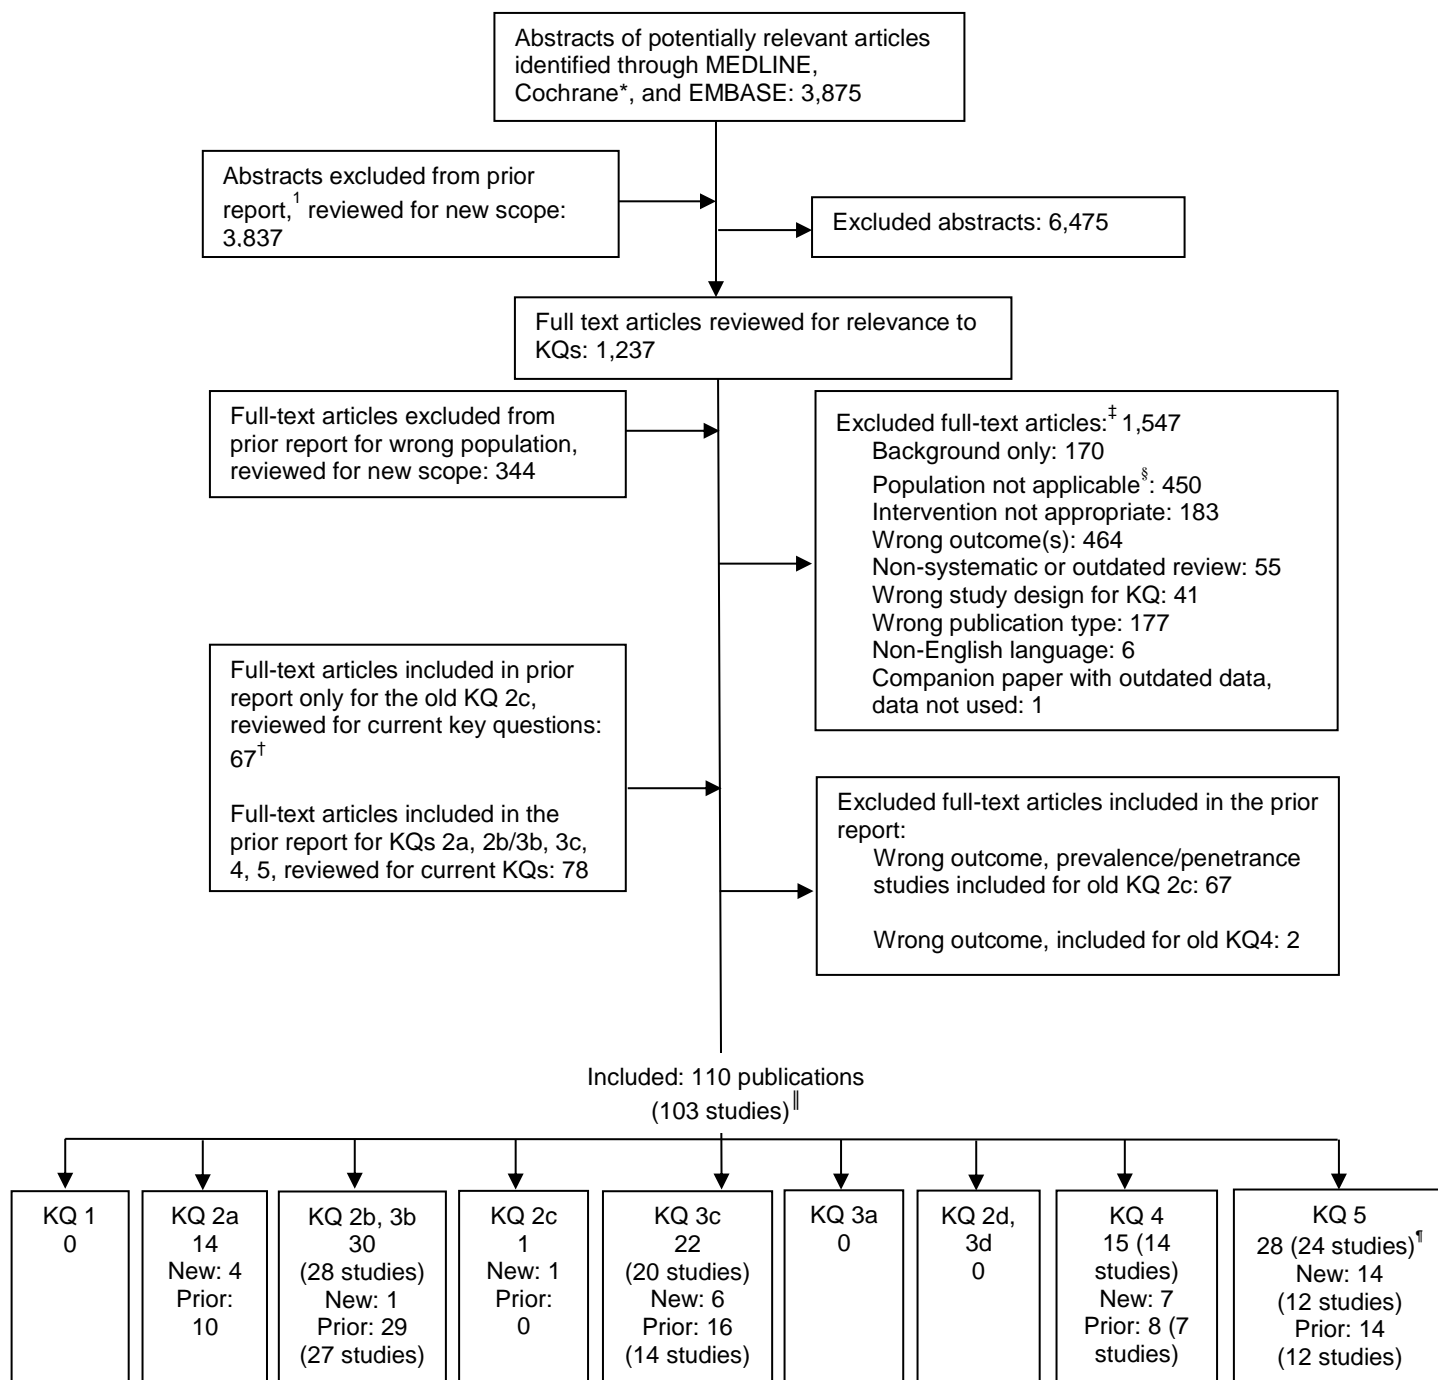 Abstracts of potentially relevant articles
identified through MEDLINE,
Cochrane*, and EMBASE: 3,875
Abstracts excluded from prior
report,¹ reviewed for new scope:
3,837
Excluded abstracts: 6,475
Full text articles reviewed for relevance to
KQs: 1,237
Full-text articles excluded from
prior report for wrong population,
reviewed for new scope: 344
Excluded full-text articles:‡ 1,547
Background only: 170
Population not applicable§: 450
Intervention not appropriate: 183
Wrong outcome(s): 464
Non-systematic or outdated review: 55
Wrong study design for KQ: 41
Wrong publication type: 177
Non-English language: 6
Companion paper with outdated data,
data not used: 1
Full-text articles included in prior
report only for the old KQ 2c,
reviewed for current key questions:
67†
Full-text articles included in the
prior report for KQs 2a, 2b/3b, 3c,
4, 5, reviewed for current KQs: 78
Excluded full-text articles included in the prior
report:
Wrong outcome, prevalence/penetrance
studies included for old KQ 2c: 67
Wrong outcome, included for old KQ4: 2
Included: 110 publications
(103 studies)‖
KQ 1
0
KQ 2a
14
New: 4
Prior:
10
KQ 2b, 3b
30
(28 studies)
New: 1
Prior: 29
(27 studies)
KQ 2c
1
New: 1
Prior:
0
KQ 3c
22
(20 studies)
New: 6
Prior: 16
(14 studies)
KQ 3a
0
KQ 2d,
3d
0
KQ 4
15 (14
studies)
New: 7
Prior: 8 (7
studies)
KQ 5
28 (24 studies)¶
New: 14
(12 studies)
Prior: 14
(12 studies)